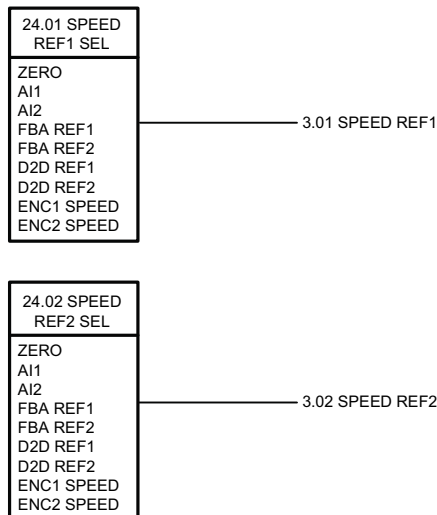 24.01 SPEED
REF1 SEL
ZERO
AI1
AI2
FBA REF1
FBA REF2
D2D REF1
D2D REF2
ENC1 SPEED
ENC2 SPEED
3.01 SPEED REF1
24.02 SPEED
REF2 SEL
ZERO
AI1
AI2
FBA REF1
FBA REF2
D2D REF1
D2D REF2
ENC1 SPEED
ENC2 SPEED
3.02 SPEED REF2